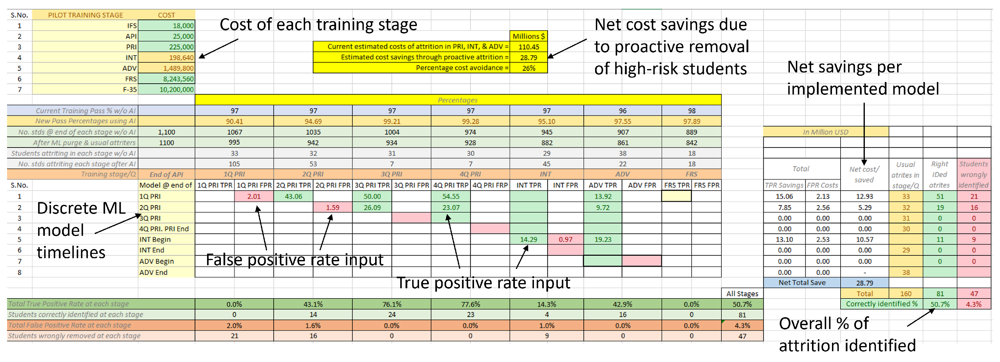 S.No. PILOT TRAINING STAGE COST
1 IFS 18,000
2 API 25,000
3 PRI 225,000
4 INT 198,640
5 ADV 1,489,800
6 FRS 8,243,560
7 F-35 10,200,000
Cost of each training stage
Millions $
Current estimated costs of attrition in PRI, INT, & ADV = 110.45
Estimated cost savings through proactive attrition = 28.79
Percentage cost avoidance = 26%
Net cost savings due
to proactive removal
of high-risk students
Net savings per
implemented model
Percentages
Current Training Pass % w/o AI 97 97 97 97 97 96 98
New Pass Percentages using AI 90.41 94.69 99.21 99.28 95.10 97.55 97.89
No. stds @ end of each stage w/o AI 1,100 1067 1035 1004 974 945 907 889
After ML purge & usual attriters 1100 995 942 934 928 882 861 842
Students attriting in each stage w/o AI 33 32 31 30 29 38 18
No. stds attriting each stage after AI 105 53 7 7 45 22 18
Training stage/Q End of API 1Q PRI 2Q PRI 3Q PRI 4Q PRI INT ADV FRS
S.No. Model @ end of 1Q PRI TPR 1Q PRI FPR 2Q PRI TPR 2Q PRI FPR 3Q PRI TPR 3Q PRI FPR 4Q PRI TRP 4Q PRI FRP INT TPR INT FPR ADV TPR ADV FPR FRS TPR FRS FPR
1 1Q PRI 2.01 43.06 50.00 54.55 13.92
2 2Q PRI 1.59 26.09 23.07 9.72
3 3Q PRI
4 4Q PRI. PRI End
5 INT Begin 14.29 0.97 19.23
6 INT End
7 ADV Begin
8 ADV End
Discrete ML
model
timelines
False positive rate input
True positive rate input
In Million USD
Total
Net cost/
saved
Usual
atrites in
stage/Q
Right
IDed
atrites
Students
wrongly
identified
TPR Savings FPR Costs
15.06 2.13 12.93 33 51 21
7.85 2.56 5.29 32 19 16
0.00 0.00 0.00 31 0 0
0.00 0.00 0.00 30 0 0
13.10 2.53 10.57 11 9
0.00 0.00 0.00 29 0 0
0.00 0.00 0.00 0 0
0.00 0.00 - 38
Net Total Save 28.79
Total 160 81 47
Correctly identified % 50.7% 4.3%
All Stages
Total True Positive Rate at each stage 0.0% 43.1% 76.1% 77.6% 14.3% 42.9% 0.0% 50.7%
Students correctly identified at each stage 0 14 24 23 4 16 0 81
Total False Positive Rate at each stage 2.0% 1.6% 0.0% 0.0% 1.0% 0.0% 0.0% 4.3%
Students wrongly removed at each stage 21 16 0 0 9 0 0 47
Overall % of
attrition identified